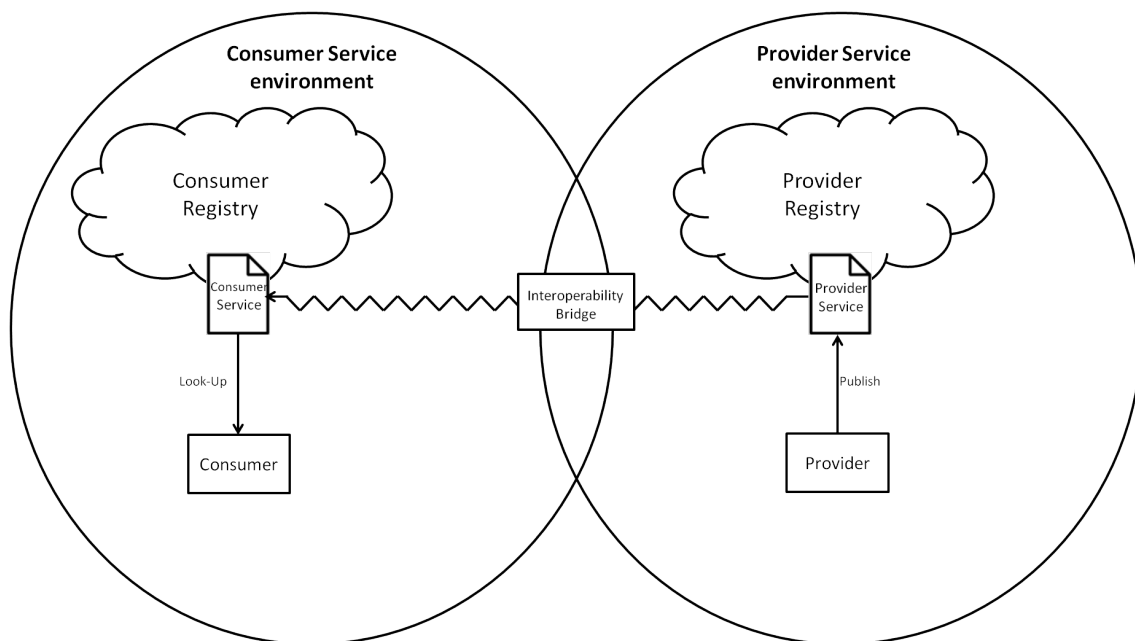 Consumer Service
environment
Provider Service
environment
Consumer
Registry
Provider
Registry
Consumer
Service
Interoperability
Bridge
Provider
Service
Look-Up
Publish
Consumer
Provider